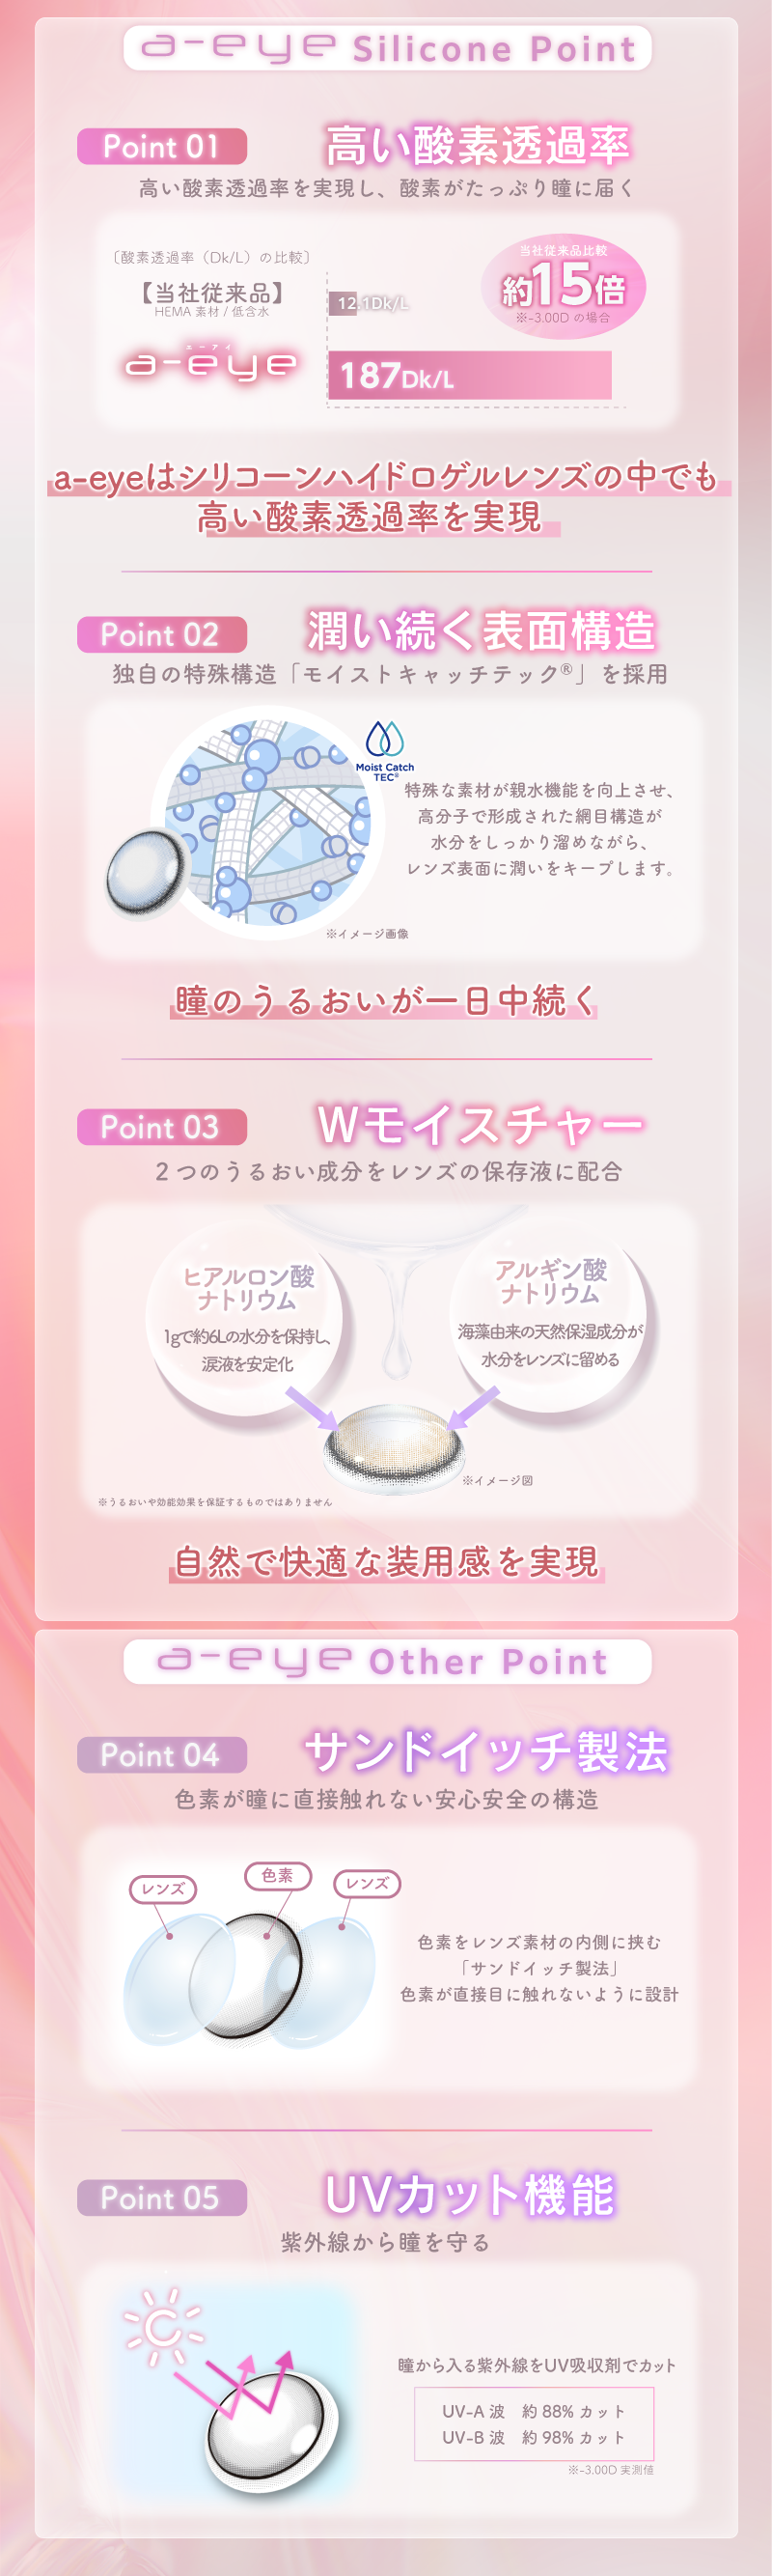 a-eye Silicone Point
Point 01
高い酸素透過率
高い酸素透過率を実現し、酸素がたっぷり瞳に届く
〔酸素透過率（Dk/L）の比較〕
【当社従来品】
HEMA 素材 / 低含水
12.1Dk/L
当社従来品比較
約15倍
※-3.00D の場合
エーアイ
a-eye
187Dk/L
a-eyeはシリコーンハイドロゲルレンズの中でも
高い酸素透過率を実現
Point 02
潤い続く表面構造
独自の特殊構造「モイストキャッチテック®」を採用
Moist Catch
TEC®
特殊な素材が親水機能を向上させ、
高分子で形成された網目構造が
水分をしっかり溜めながら、
レンズ表面に潤いをキープします。
※イメージ画像
瞳のうるおいが一日中続く
Point 03
Wモイスチャー
2 つのうるおい成分をレンズの保存液に配合
ヒアルロン酸
ナトリウム
1gで約6Lの水分を保持し、
涙液を安定化
アルギン酸
ナトリウム
海藻由来の天然保湿成分が
水分をレンズに留める
※イメージ図
※うるおいや効能効果を保証するものではありません
自然で快適な装用感を実現
a-eye Other Point
Point 04
サンドイッチ製法
色素が瞳に直接触れない安心安全の構造
レンズ
色素
レンズ
色素をレンズ素材の内側に挟む
「サンドイッチ製法」
色素が直接目に触れないように設計
Point 05
UVカット機能
紫外線から瞳を守る
瞳から入る紫外線をUV吸収剤でカット
UV-A 波　約 88% カット
UV-B 波　約 98% カット
※-3.00D 実測値